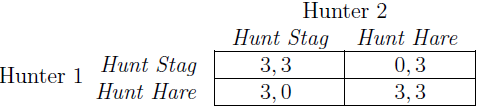 Hunter 2
Hunt Stag Hunt Hare
Hunter 1 Hunt Stag 3, 3 0, 3
Hunt Hare 3, 0 3, 3